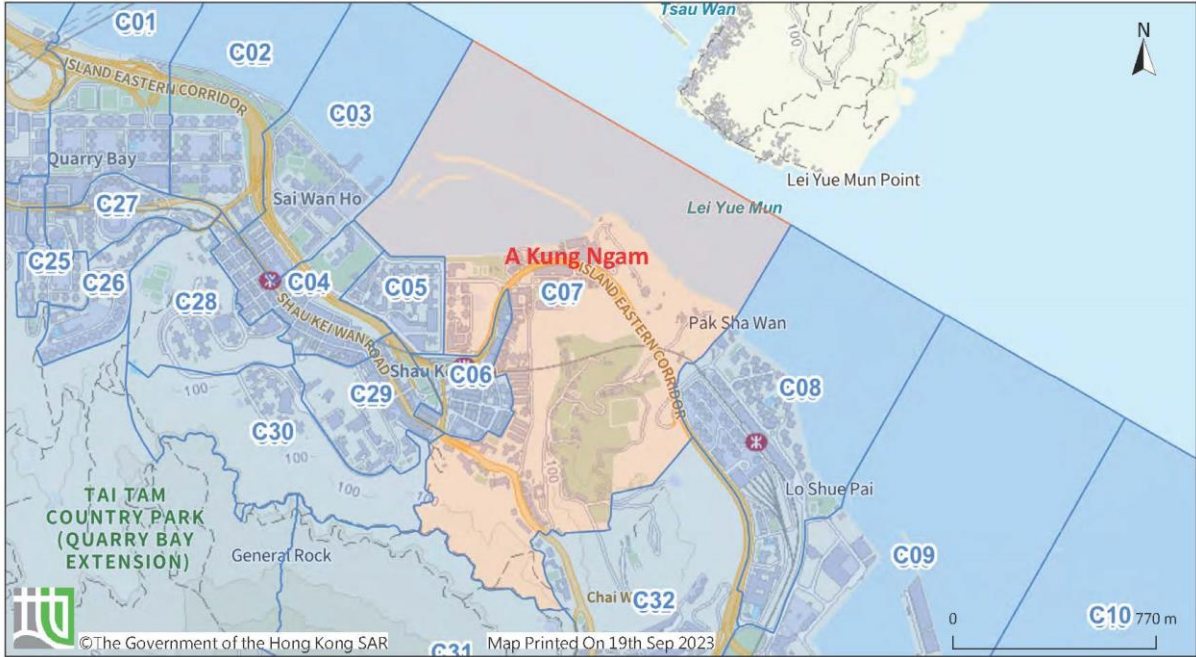 Tsau Wan
100
N
C01
C02
ISLAND EASTERN CORRIDOR
C03
Quarry Bay
Lei Yue Mun Point
C27
Sai Wan Ho
Lei Yue Mun
A Kung Ngam
C25
C26
C28
C04
C05
C07
ISLAND EASTERN CORRIDOR
SHAU KEI WAN ROAD
Pak Sha Wan
C06
C08
C29
C30
100
100
100
100
100
TAI TAM
COUNTRY PARK
(QUARRY BAY
EXTENSION)
General Rock
Lo Shue Pai
C09
C32
C10
0
770 m
©The Government of the Hong Kong SAR
Map Printed On 19th Sep 2023
C31